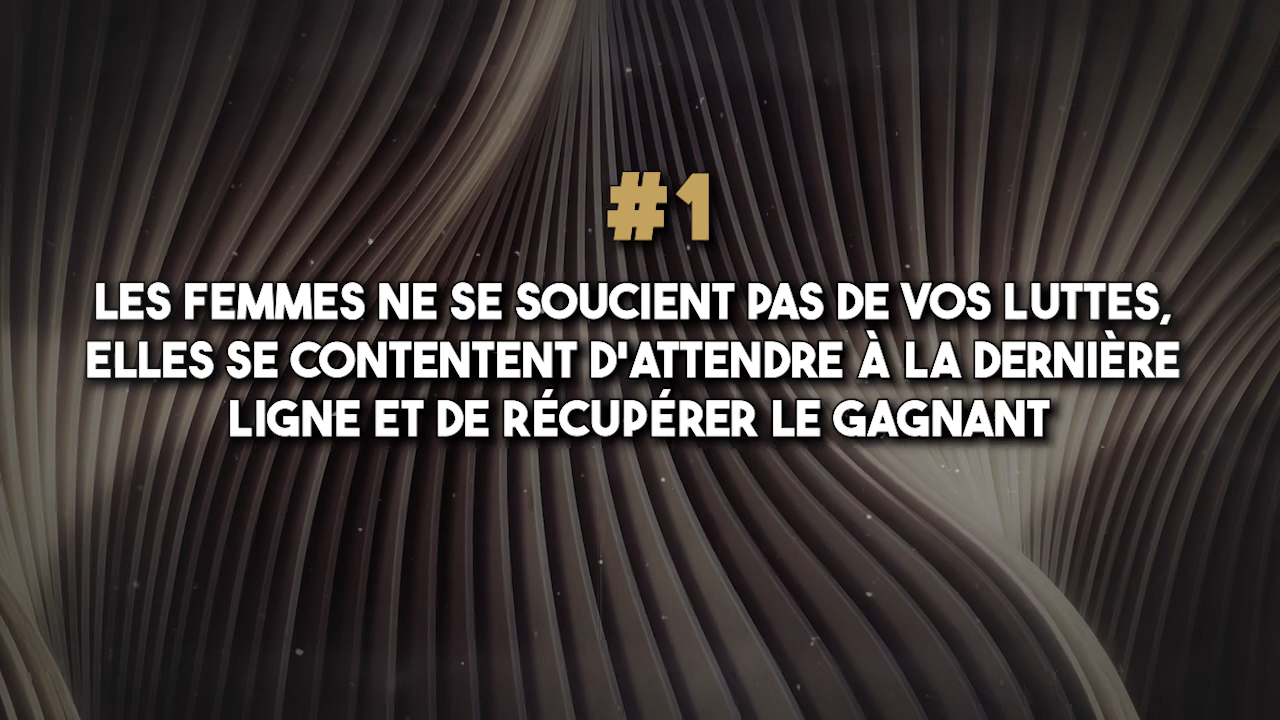 #1
LES FEMMES NE SE SOUCIENT PAS DE VOS LUTTES,
ELLES SE CONTENTENT D'ATTENDRE À LA DERNIÈRE
LIGNE ET DE RÉCUPÉRER LE GAGNANT